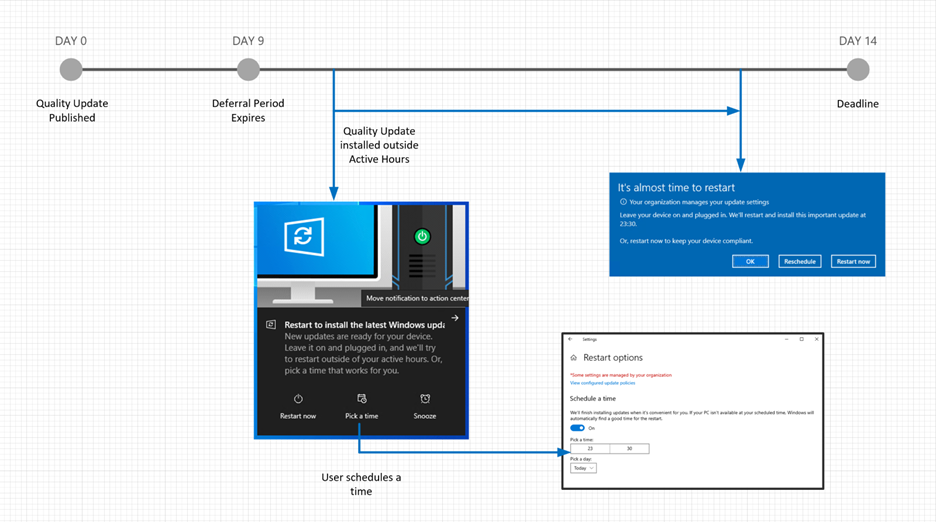 DAY 0
DAY 9
DAY 14
Quality Update
Published
Deferral Period
Expires
Deadline
Quality Update
installed outside
Active Hours
It's almost time to restart
Your organization manages your update settings
Leave your device on and plugged in. We'll restart and install this important update at
23:30.
Or, restart now to keep your device compliant.
OK
Reschedule
Restart now
Move notification to action center
Restart to install the latest Windows upda
New updates are ready for your device.
Leave it on and plugged in, and we'll try
to restart outside of your active hours. Or,
pick a time that works for you.
Restart now
Pick a time
Snooze
User schedules a
time
Settings
Restart options
*Some settings are managed by your organization
View configured update policies
Schedule a time
We'll finish installing updates when it's convenient for you. If your PC isn't available at your scheduled time, Windows will
automatically find a good time for the restart.
On
Pick a time:
23 30
Pick a day:
Today